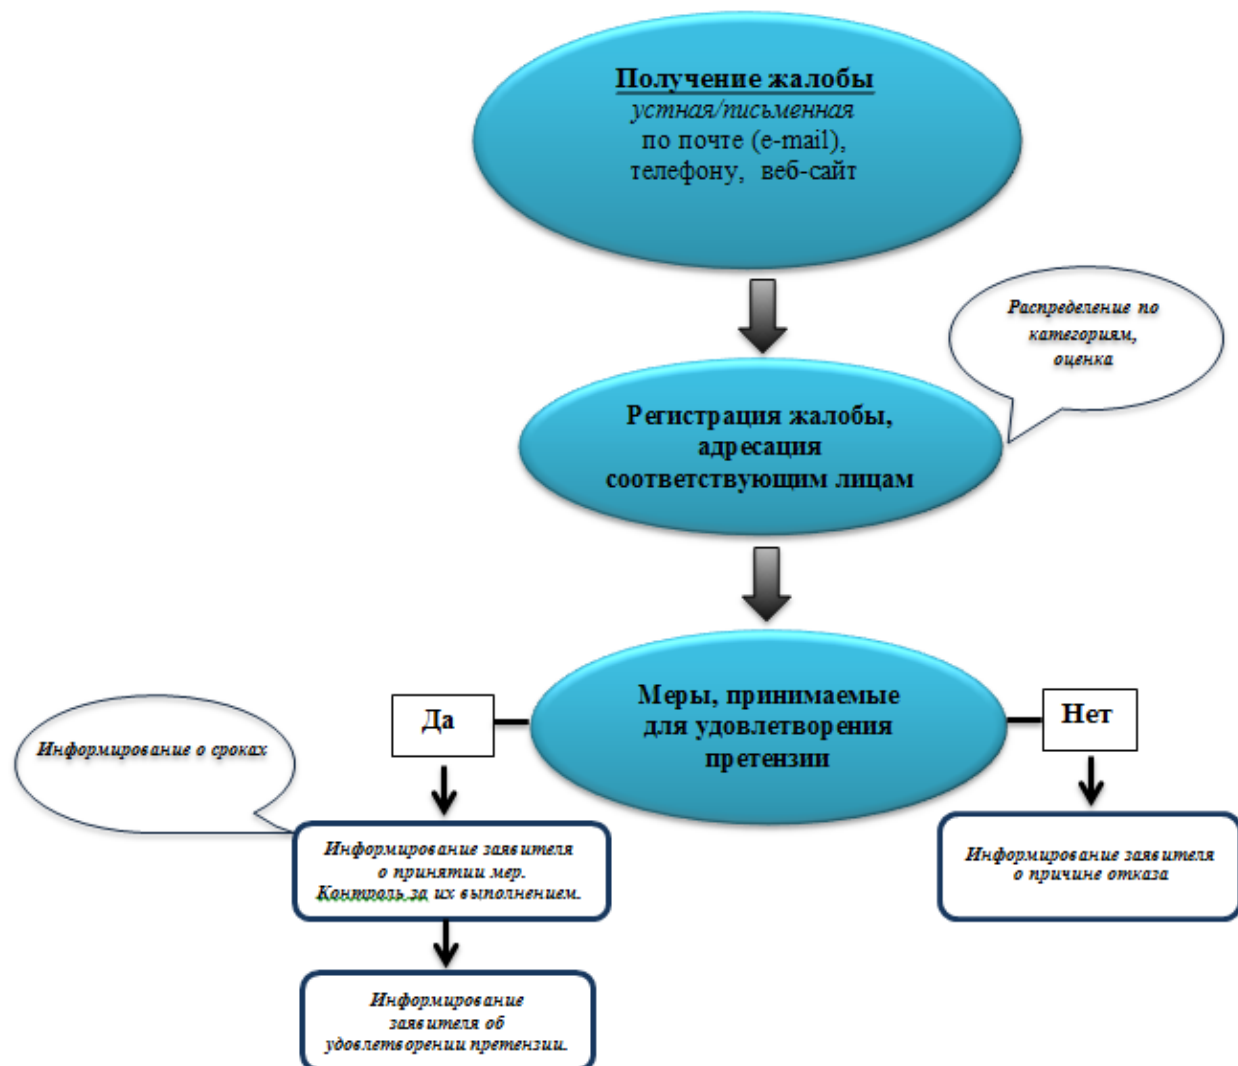 Получение жалобы
устная/письменная
по почте (e-mail),
телефону, веб-сайт
Распределение по
категориям,
оценка
Регистрация жалобы,
адресация
соответствующим лицам
Меры, принимаемые
для удовлетворения
претензии
Да
Нет
Информирование о сроках
Информирование заявителя
о принятии мер.
Контроль за их выполнением.
Информирование заявителя
о причине отказа
Информирование
заявителя об
удовлетворении претензии.